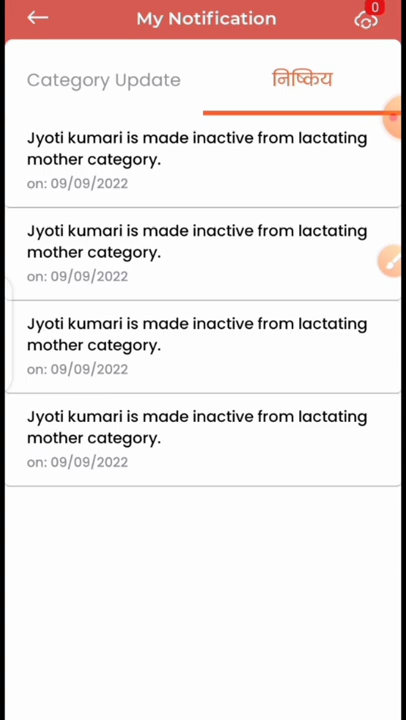 My Notification
0
Category Update
निष्क्रिय
Jyoti kumari is made inactive from lactating
mother category.
on: 09/09/2022
Jyoti kumari is made inactive from lactating
mother category.
on: 09/09/2022
Jyoti kumari is made inactive from lactating
mother category.
on: 09/09/2022
Jyoti kumari is made inactive from lactating
mother category.
on: 09/09/2022